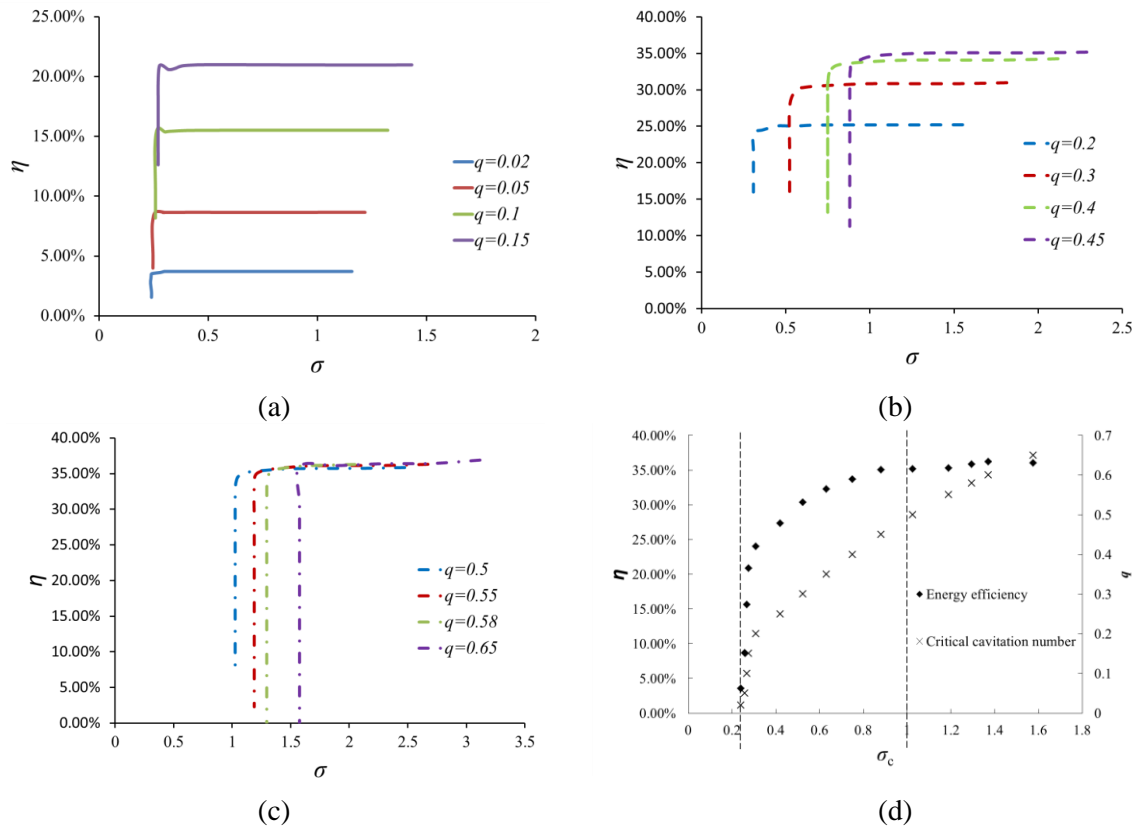 25.00%
20.00%
15.00%
10.00%
5.00%
0.00%
η
0 0.5 1 1.5 2
σ
q=0.02
q=0.05
q=0.1
q=0.15
(a)
40.00%
35.00%
30.00%
25.00%
20.00%
15.00%
10.00%
5.00%
0.00%
η
0 0.5 1 1.5 2 2.5
σ
q=0.2
q=0.3
q=0.4
q=0.45
(b)
40.00%
35.00%
30.00%
25.00%
20.00%
15.00%
10.00%
5.00%
0.00%
η
0 0.5 1 1.5 2 2.5 3 3.5
σ
q=0.5
q=0.55
q=0.58
q=0.65
(c)
40.00%
35.00%
30.00%
25.00%
20.00%
15.00%
10.00%
5.00%
0.00%
η
0 0.2 0.4 0.6 0.8 1 1.2 1.4 1.6 1.8
σc
0.7
0.6
0.5
0.4
0.3
0.2
0.1
0
q
Energy efficiency
Critical cavitation number
(d)